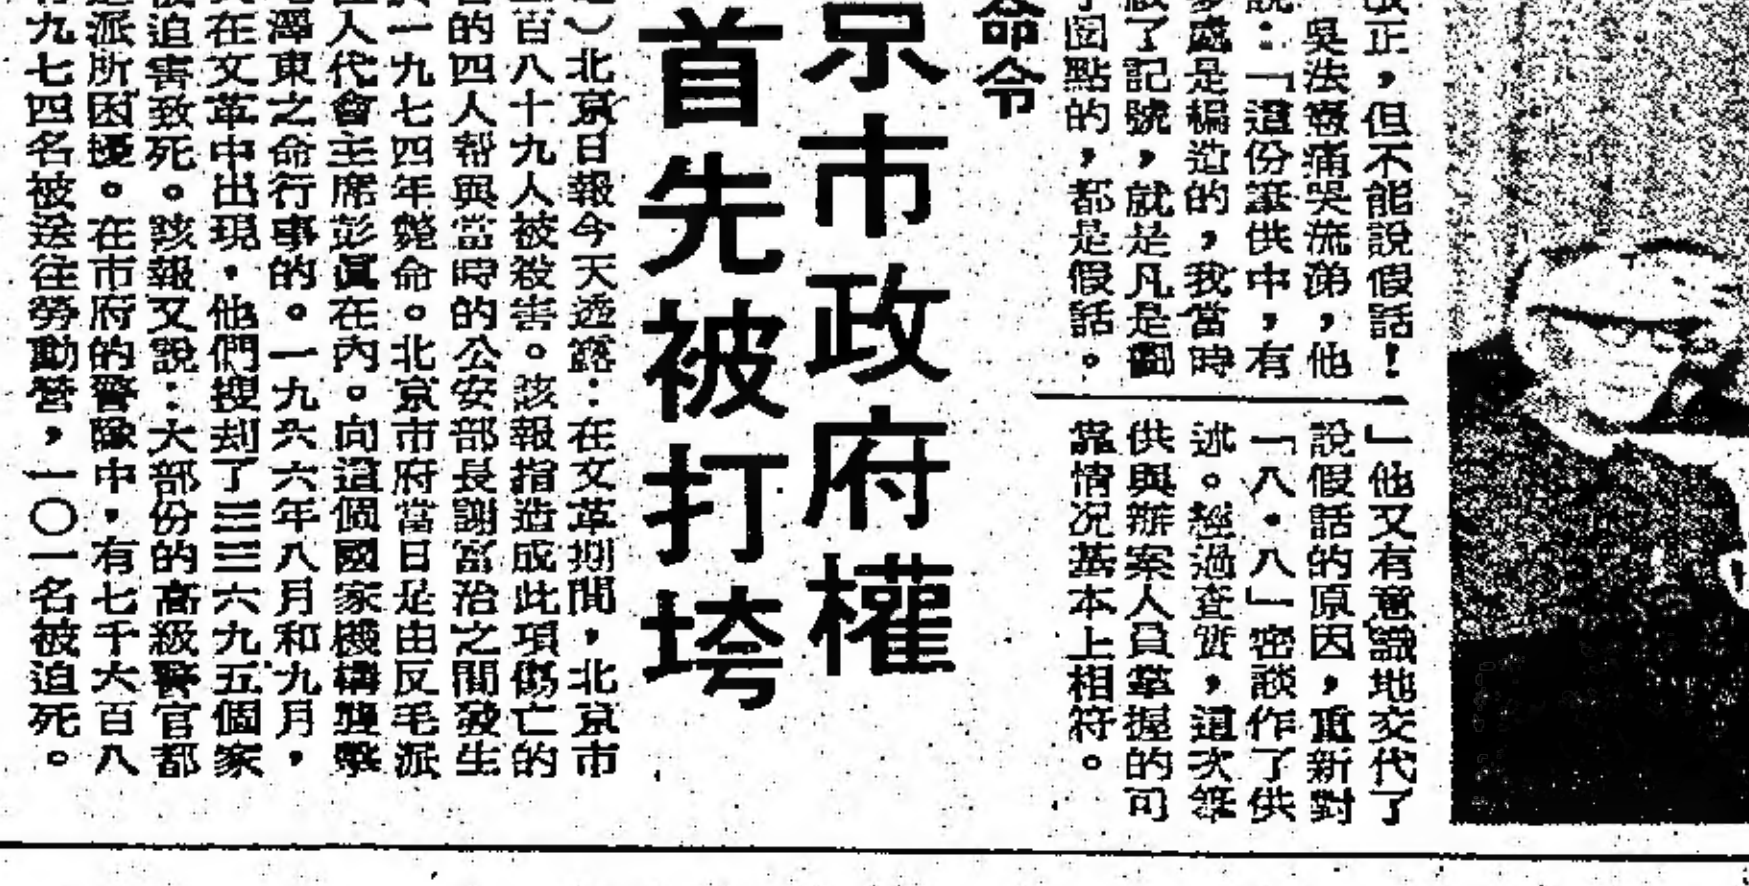 改正，但不能說假話！
吳法憲痛哭流涕，他
說：「這份筆供中，有
多處是編造的，我當時
做了記號，就是凡是劃
了圈點的，都是假話。
」他又有意識地交代了
說假話的原因，重新對
「八・八」密談作了供
述。經過查實，這次筆
供與辦案人員掌握的可
靠情况基本上相符。
命令
京市政府權
首先被打垮
）北京日報今天透露：在文革期間，北京市
百八十九人被殺害。該報指造成此項傷亡的
的四人幫與當時的公安部長謝富治之間發生
一九七四年斃命。北京市府當日是由反毛派
人代會主席彭眞在內。向這個國家機構襲擊
澤東之命行事的。一九六六年八月和九月，
在文革中出現，他們搜刦了三三六九五個家
被迫害致死。該報又說：大部份的高級警官都
派所困擾。在市府的警隊中，有七千大百八
九七四名被送往勞動營，一〇一名被迫死。